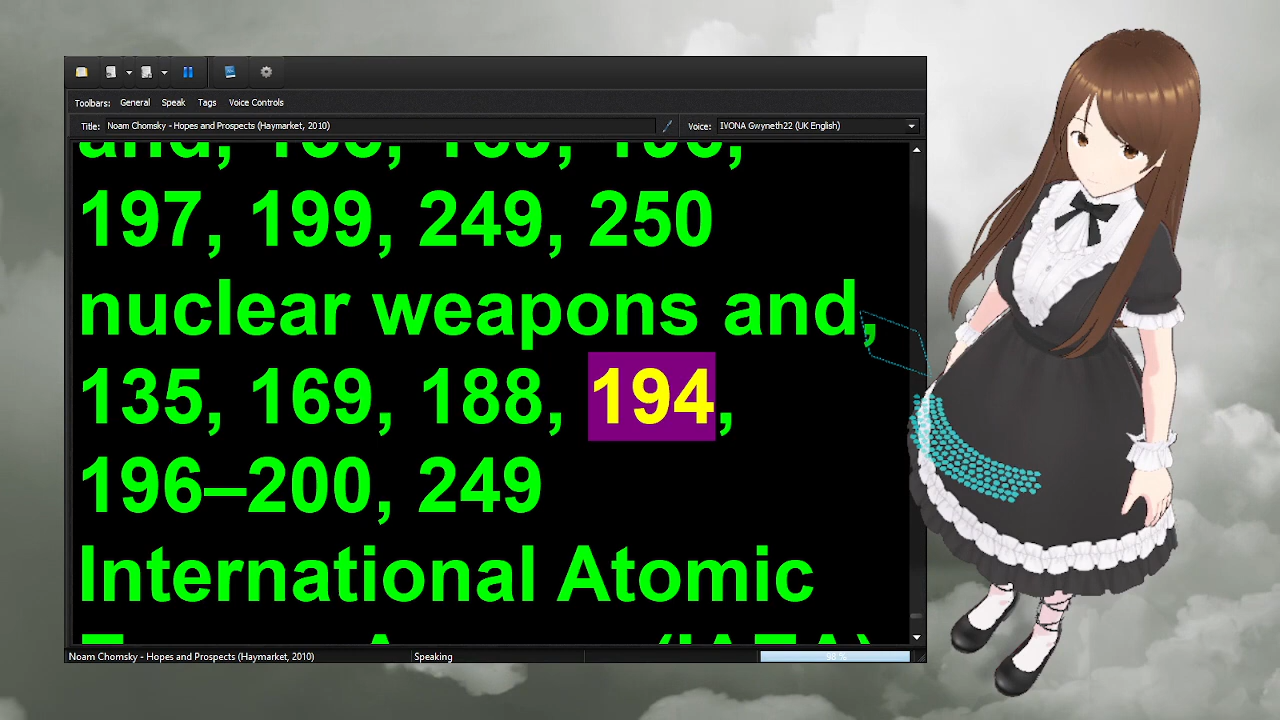 Toolbars: General Speak Tags Voice Controls
Title: Noam Chomsky - Hopes and Prospects (Haymarket, 2010) Voice: IVONA Gwyneth22 (UK English)
197, 199, 249, 250
nuclear weapons and,
135, 169, 188, 194,
196–200, 249
International Atomic
Noam Chomsky - Hopes and Prospects (Haymarket, 2010) Speaking 98 %